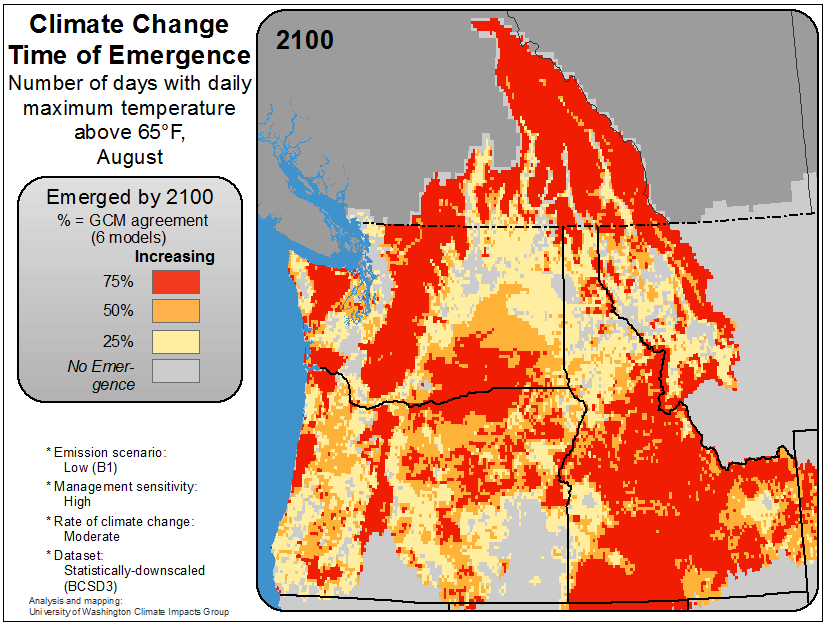 Climate Change
Time of Emergence
Number of days with daily
maximum temperature
above 65°F,
August
2100
Emerged by 2100
% = GCM agreement
(6 models)
Increasing
75%
50%
25%
No Emer-
gence
* Emission scenario:
Low (B1)
* Management sensitivity:
High
* Rate of climate change:
Moderate
* Dataset:
Statistically-downscaled
(BCSD3)
Analysis and mapping:
University of Washington Climate Impacts Group